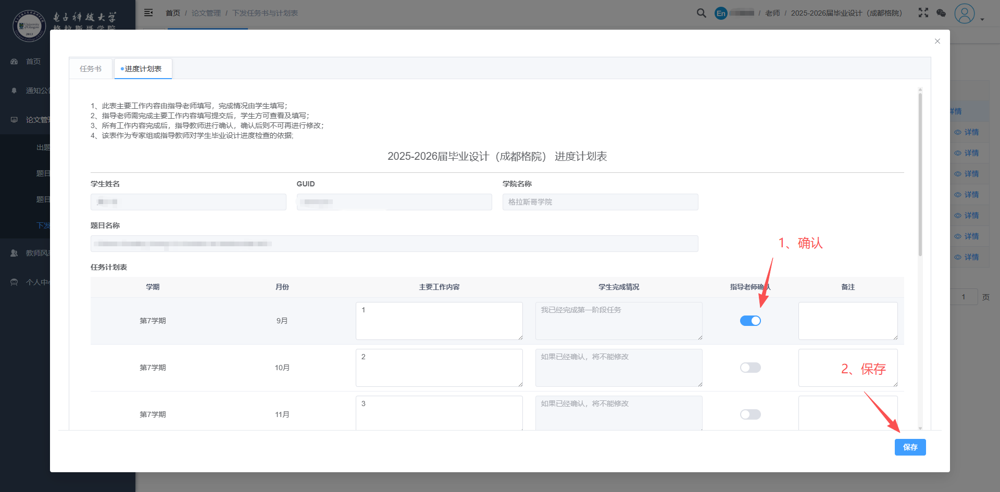 电子科技大学
格拉斯哥学院
University of Glasgow
2013
首页 / 论文管理 / 下发任务书与计划表
En / 老师 / 2025-2026届毕业设计（成都格院）
首页
通知公
论文管
出题
题目
题目
下发
教师风
个人中
任务书
进度计划表
1、此表主要工作内容由指导老师填写，完成情况由学生填写；
2、指导老师需完成主要工作内容填写提交后，学生方可查看及填写；
3、所有工作内容完成后，指导教师进行确认，确认后则不可再进行修改；
4、该表作为专家组或指导教师对学生毕业设计进度检查的依据;
2025-2026届毕业设计（成都格院） 进度计划表
学生姓名 GUID 学院名称
格拉斯哥学院
题目名称
1、确认
任务计划表
学期 月份 主要工作内容 学生完成情况 指导老师确认 备注
第7学期 9月 1 我已经完成第一阶段任务
第7学期 10月 2 如果已经确认，将不能修改
2、保存
第7学期 11月 3 如果已经确认，将不能修改
保存
详情
详情
详情
详情
详情
详情
详情
详情
1 页